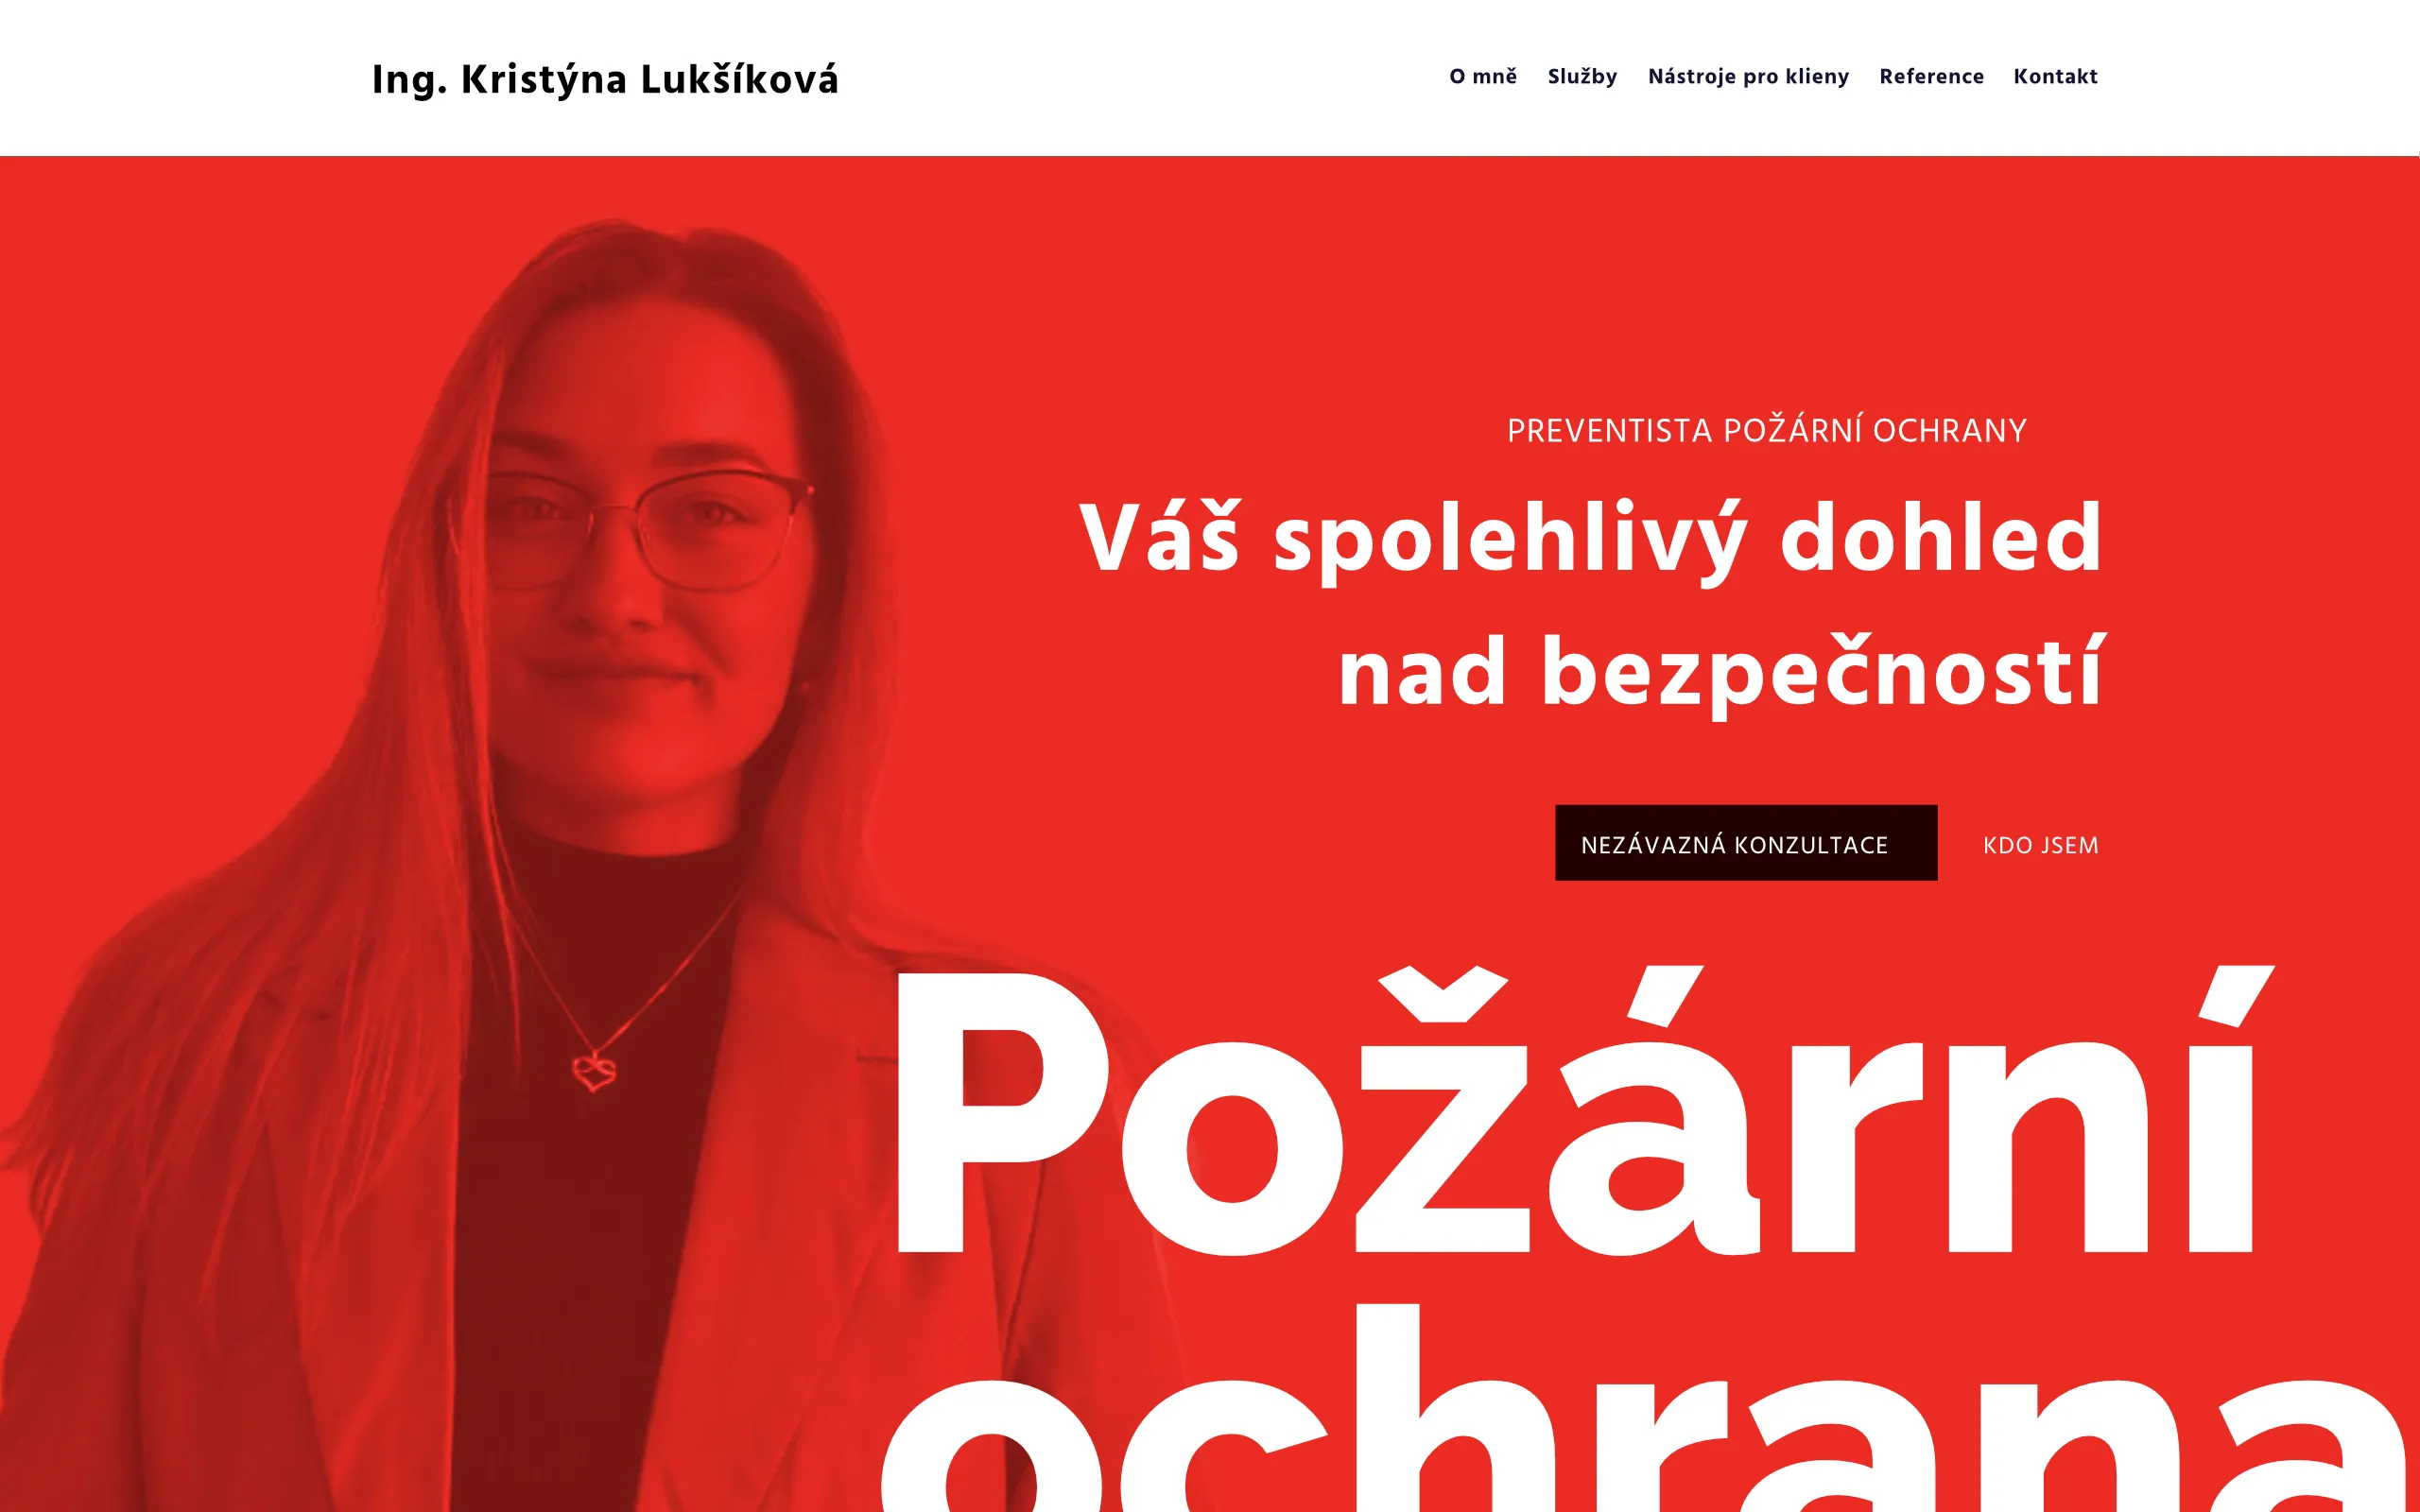 Ing. Kristýna Lukšíková
O mně Služby Nástroje pro klieny Reference Kontakt
PREVENTISTA POŽÁRNÍ OCHRANY
Váš spolehlivý dohled
nad bezpečností
NEZÁVAZNÁ KONZULTACE KDO JSEM
Požární
ochrana